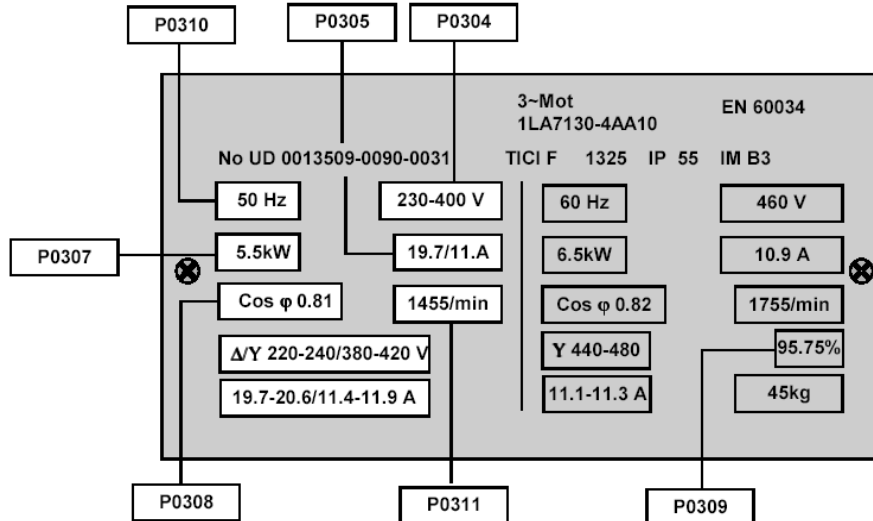 P0310 P0305 P0304
3~Mot
1LA7130-4AA10
EN 60034
No UD 0013509-0090-0031 TICI F 1325 IP 55 IM B3
50 Hz 230-400 V 60 Hz 460 V
P0307 5.5kW 19.7/11.A 6.5kW 10.9 A
Cos φ 0.81 1455/min Cos φ 0.82 1755/min
Δ/Y 220-240/380-420 V Y 440-480 95.75%
19.7-20.6/11.4-11.9 A 11.1-11.3 A 45kg
P0308 P0311 P0309